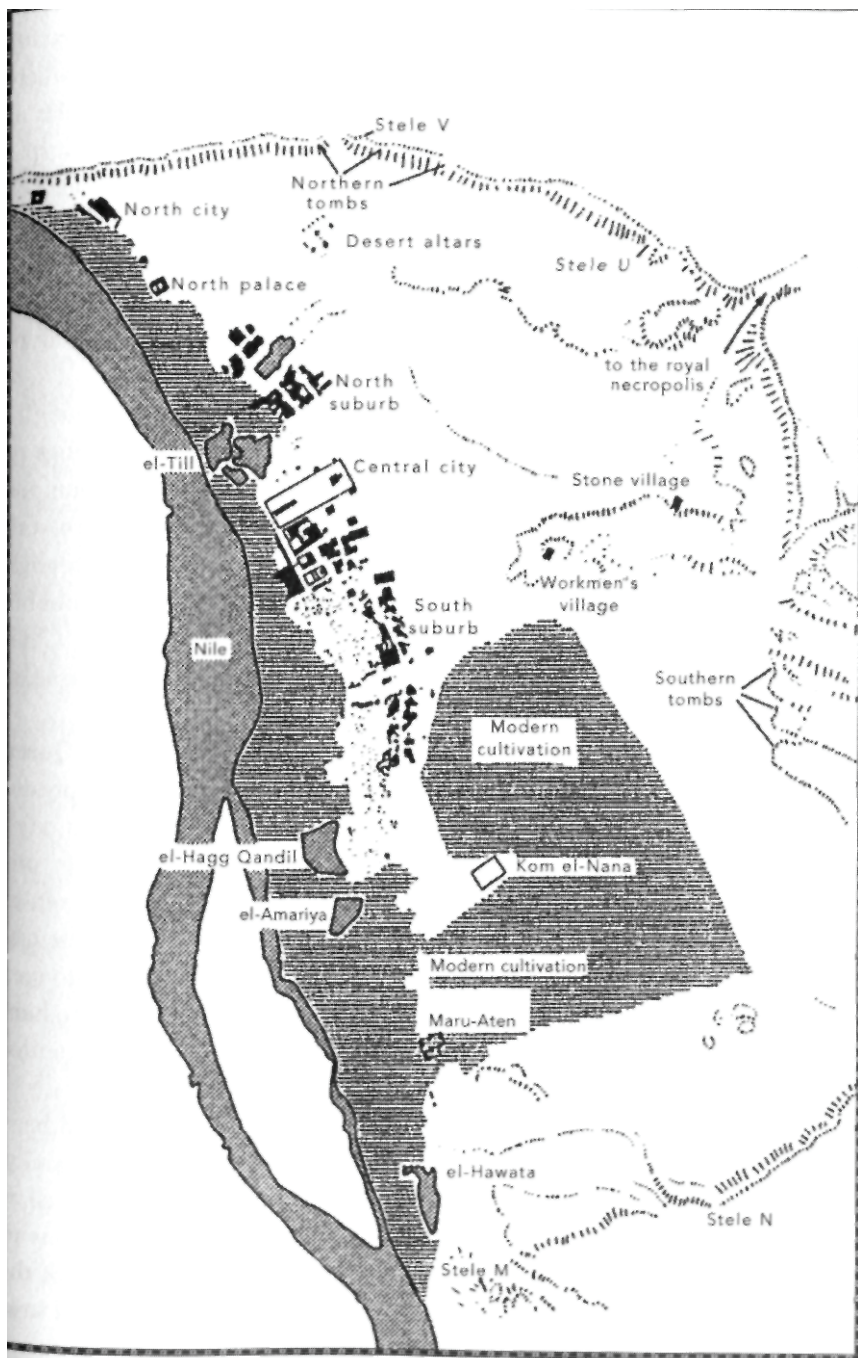 Stele V
Northern
tombs
North city
Desert altars
Stele U
North palace
to the royal
necropolis
North
suburb
el-Till
Central city
Stone village
Workmen's
village
South
suburb
Nile
Southern
tombs
Modern
cultivation
el-Hagg Qandil
Kom el-Nana
el-Amariya
Modern cultivation
Maru-Aten
el-Hawata
Stele N
Stele M